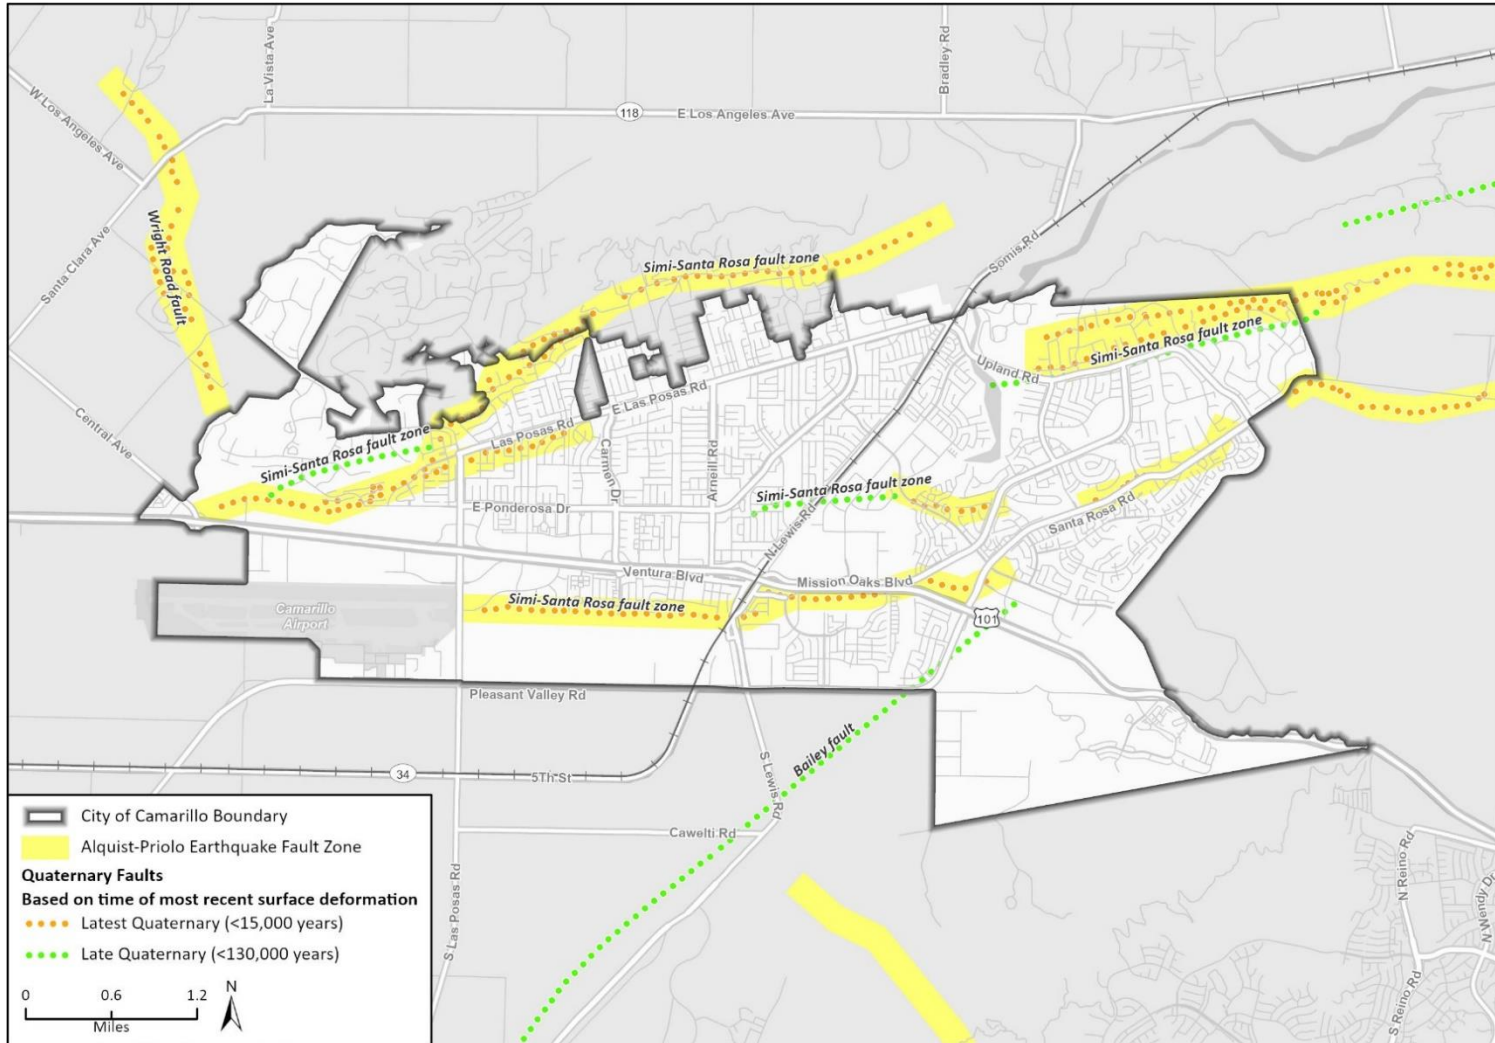 La Vista Ave
Bradley Rd
W Los Angeles Ave
118
E Los Angeles Ave
Santa Clara Ave
Wright Road fault
Somis Rd
Simi-Santa Rosa fault zone
Simi-Santa Rosa fault zone
Upland Rd
Central Ave
Simi-Santa Rosa fault zone
Las Posas Rd
E Las Posas Rd
Carmen Dr
Arneill Rd
Simi-Santa Rosa fault zone
E Ponderosa Dr
N Lewis Rd
Santa Rosa Rd
Ventura Blvd
Mission Oaks Blvd
Simi-Santa Rosa fault zone
Camarillo
Airport
101
Pleasant Valley Rd
Bailey fault
34
5Th St
S Lewis Rd
Cawelti Rd
S Las Posas Rd
N Reino Rd
N Wendy Dr
S Reino Rd
City of Camarillo Boundary
Alquist-Priolo Earthquake Fault Zone
Quaternary Faults
Based on time of most recent surface deformation
Latest Quaternary (<15,000 years)
Late Quaternary (<130,000 years)
0 0.6 1.2
Miles
N